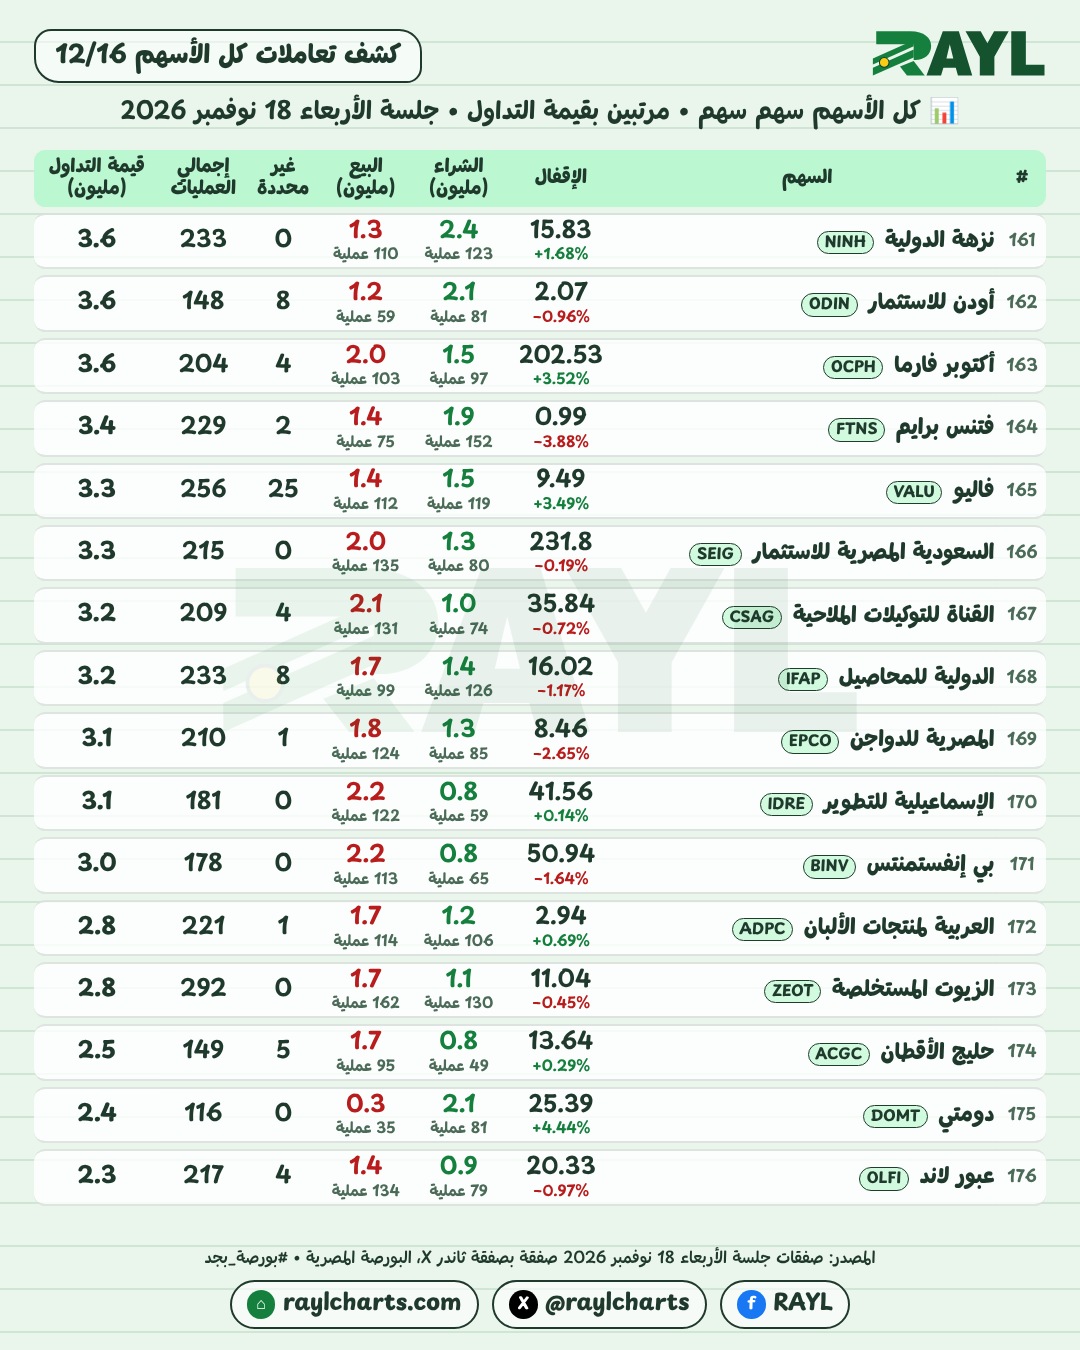 RAYL
كشف تعاملات كل الأسهم 12/16
📊 كل الأسهم سهم سهم • مرتبين بقيمة التداول • جلسة الأربعاء 18 نوفمبر 2026
# السهم الإقفال الشراء (مليون) البيع (مليون) غير محددة إجمالي العمليات قيمة التداول (مليون)
161 نزهة الدولية NINH 15.83 +1.68% 2.4 123 عملية 1.3 110 عملية 0 233 3.6
162 أودن للاستثمار ODIN 2.07 -0.96% 2.1 81 عملية 1.2 59 عملية 8 148 3.6
163 أكتوبر فارما OCPH 202.53 +3.52% 1.5 97 عملية 2.0 103 عملية 4 204 3.6
164 فتنس برايم FTNS 0.99 -3.88% 1.9 152 عملية 1.4 75 عملية 2 229 3.4
165 فاليو VALU 9.49 +3.49% 1.5 119 عملية 1.4 112 عملية 25 256 3.3
166 السعودية المصرية للاستثمار SEIG 231.8 -0.19% 1.3 80 عملية 2.0 135 عملية 0 215 3.3
167 القناة للتوكيلات الملاحية CSAG 35.84 -0.72% 1.0 74 عملية 2.1 131 عملية 4 209 3.2
168 الدولية للمحاصيل IFAP 16.02 -1.17% 1.4 126 عملية 1.7 99 عملية 8 233 3.2
169 المصرية للدواجن EPCO 8.46 -2.65% 1.3 85 عملية 1.8 124 عملية 1 210 3.1
170 الإسماعيلية للتطوير IDRE 41.56 +0.14% 0.8 59 عملية 2.2 122 عملية 0 181 3.1
171 بي إنفستمنتس BINV 50.94 -1.64% 0.8 65 عملية 2.2 113 عملية 0 178 3.0
172 العربية لمنتجات الألبان ADPC 2.94 +0.69% 1.2 106 عملية 1.7 114 عملية 1 221 2.8
173 الزيوت المستخلصة ZEOT 11.04 -0.45% 1.1 130 عملية 1.7 162 عملية 0 292 2.8
174 حليج الأقطان ACGC 13.64 +0.29% 0.8 49 عملية 1.7 95 عملية 5 149 2.5
175 دومتي DOMT 25.39 +4.44% 2.1 81 عملية 0.3 35 عملية 0 116 2.4
176 عبور لاند OLFI 20.33 -0.97% 0.9 79 عملية 1.4 134 عملية 4 217 2.3
المصدر: صفقات جلسة الأربعاء 18 نوفمبر 2026 صفقة بصفقة ثاندر X، البورصة المصرية • #بورصة_بجد
RAYL @raylcharts raylcharts.com